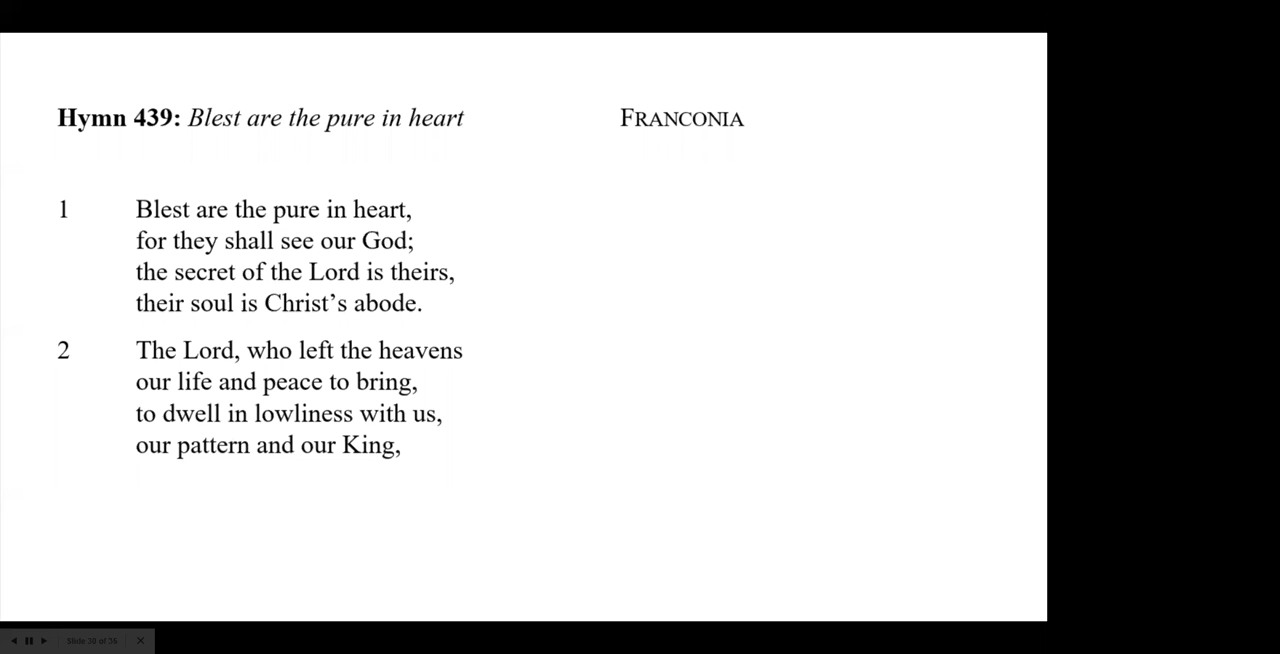 Hymn 439: Blest are the pure in heart FRANCONIA
1 Blest are the pure in heart,
for they shall see our God;
the secret of the Lord is theirs,
their soul is Christ’s abode.
2 The Lord, who left the heavens
our life and peace to bring,
to dwell in lowliness with us,
our pattern and our King,
Slide of 36